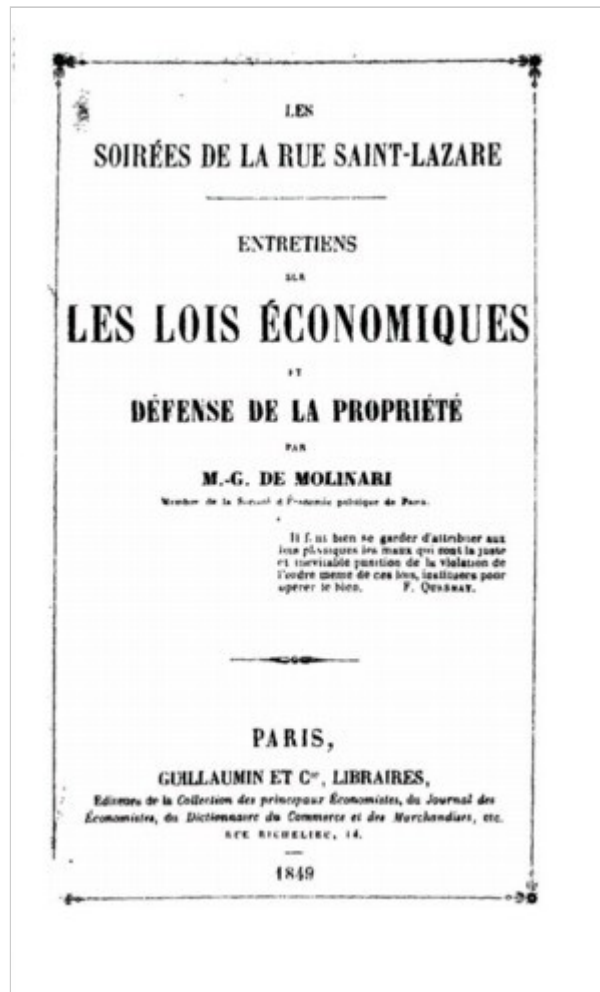 LES
SOIRÉES DE LA RUE SAINT-LAZARE
ENTRETIENS
SUR
LES LOIS ÉCONOMIQUES
ET
DÉFENSE DE LA PROPRIÉTÉ
PAR
M.-G. DE MOLINARI
Membre de la Société d'Économie politique de Paris.
Il faut bien se garder d'attribuer aux
lois physiques les maux qui sont la juste
et inévitable punition de la violation de
l'ordre même de ces lois, instituées pour
opérer le bien. F. QUESNAY.
PARIS,
GUILLAUMIN ET Cie, LIBRAIRES,
Éditeurs de la Collection des principaux Économistes, du Journal des
Économistes, du Dictionnaire du Commerce et des Marchandises, etc.
RUE RICHELIEU, 14.
1849